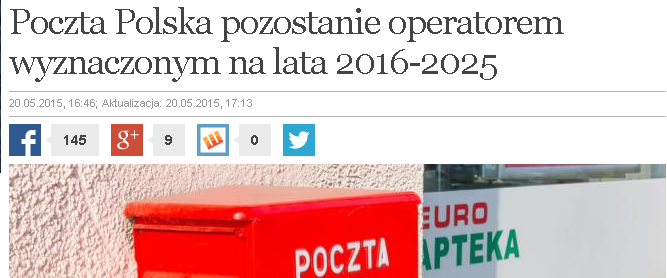 Poczta Polska pozostanie operatorem
wyznaczonym na lata 2016-2025
20.05.2015, 16:46; Aktualizacja: 20.05.2015, 17:13
f 145 g+ 9 0
POCZTA
EURO
APTEKA